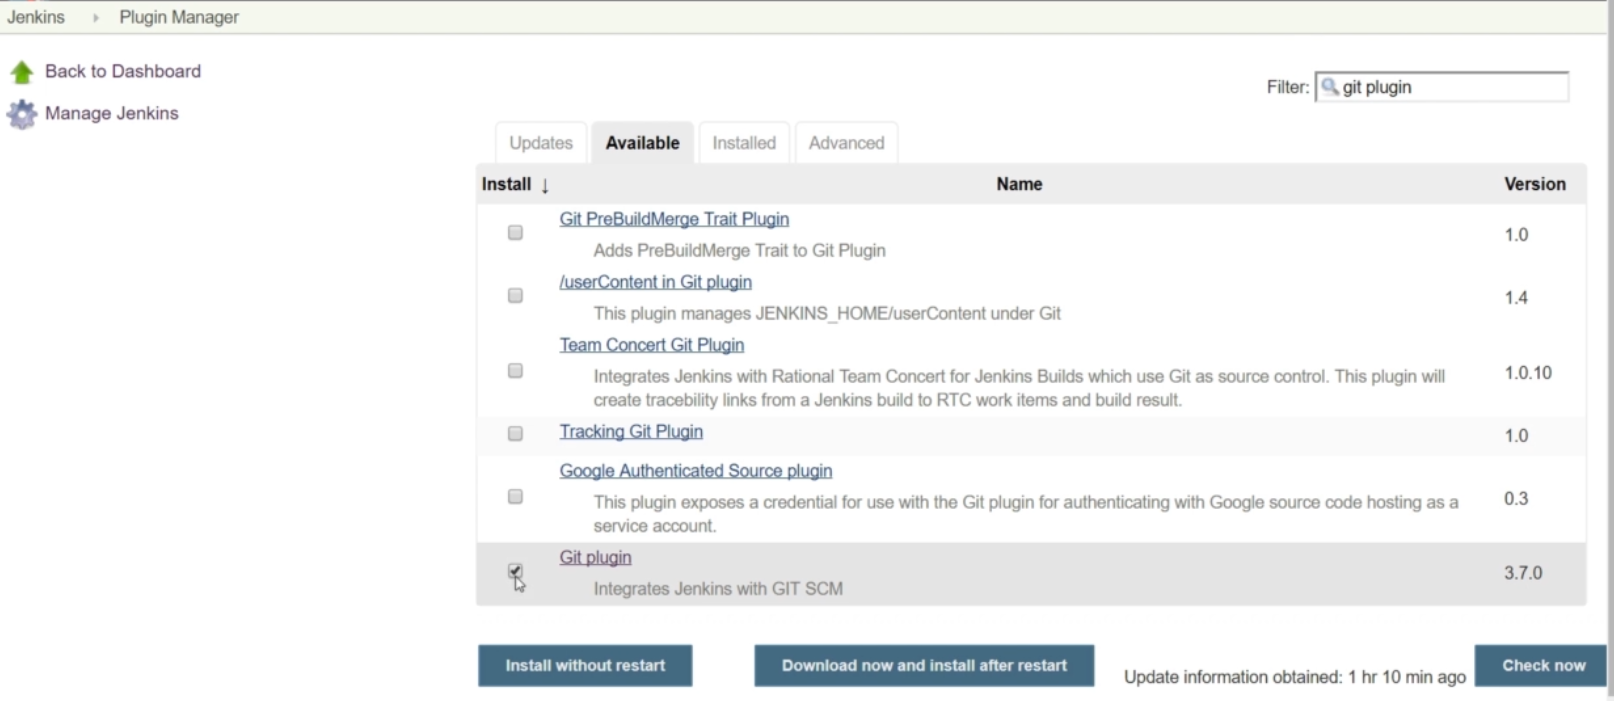 Jenkins Plugin Manager
Back to Dashboard
Manage Jenkins
Filter: git plugin
Updates Available Installed Advanced
Install ↓ Name Version
Git PreBuildMerge Trait Plugin
Adds PreBuildMerge Trait to Git Plugin
1.0
/userContent in Git plugin
This plugin manages JENKINS_HOME/userContent under Git
1.4
Team Concert Git Plugin
Integrates Jenkins with Rational Team Concert for Jenkins Builds which use Git as source control. This plugin will
create tracebility links from a Jenkins build to RTC work items and build result.
1.0.10
Tracking Git Plugin
1.0
Google Authenticated Source plugin
This plugin exposes a credential for use with the Git plugin for authenticating with Google source code hosting as a
service account.
0.3
Git plugin
Integrates Jenkins with GIT SCM
3.7.0
Install without restart
Download now and install after restart
Update information obtained: 1 hr 10 min ago
Check now